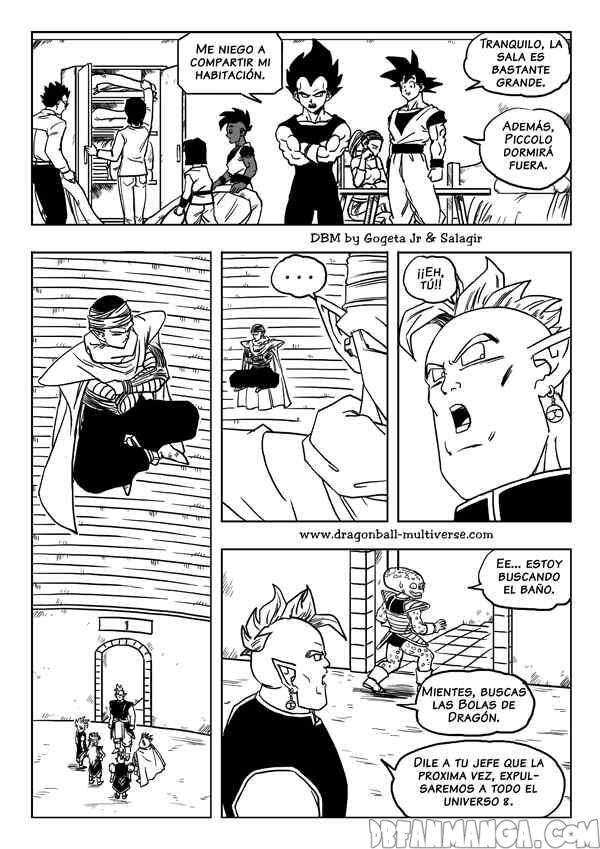 ME NIEGO A
COMPARTIR MI
HABITACIÓN.
TRANQUILO, LA
SALA ES
BASTANTE
GRANDE.
ADEMÁS,
PICCOLO
DORMIRÁ
FUERA.
DBM by Gogeta Jr & Salagir
...
¡¡EH,
TÚ!!
www.dragonball-multiverse.com
1
EE... ESTOY
BUSCANDO
EL BAÑO.
MIENTES, BUSCAS
LAS BOLAS DE
DRAGÓN.
DILE A TU JEFE QUE LA
PROXIMA VEZ, EXPUL-
SAREMOS A TODO EL
UNIVERSO 8.
DBFANMANGA.COM